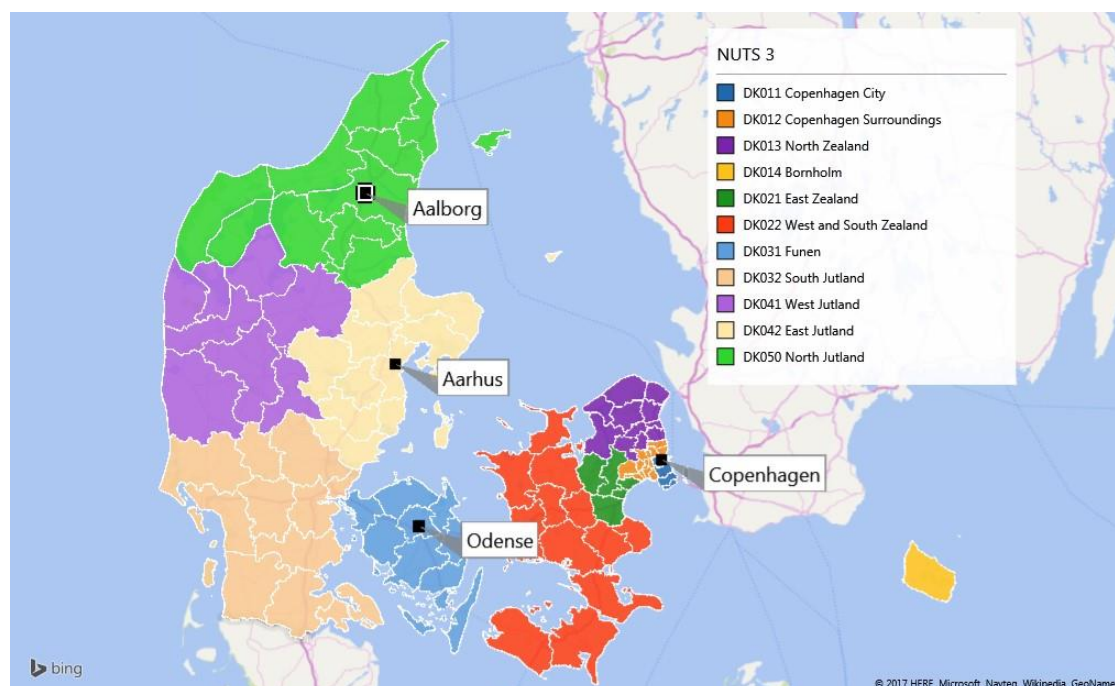 NUTS 3
DK011 Copenhagen City
DK012 Copenhagen Surroundings
DK013 North Zealand
DK014 Bornholm
DK021 East Zealand
DK022 West and South Zealand
DK031 Funen
DK032 South Jutland
DK041 West Jutland
DK042 East Jutland
DK050 North Jutland
Aalborg
Aarhus
Copenhagen
Odense
bing
© 2017 HERE, Microsoft, Navteq, Wikipedia, GeoName